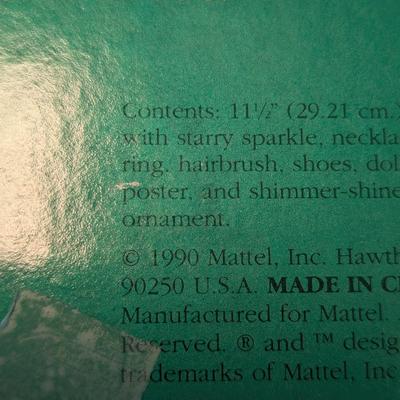 Contents: 11½" (29.21 cm.)
with starry sparkle, neckla
ring, hairbrush, shoes, dol
poster, and shimmer-shine
ornament.
© 1990 Mattel, Inc. Hawth
90250 U.S.A. MADE IN C
Manufactured for Mattel.
Reserved. ® and ™ desig
trademarks of Mattel, Inc